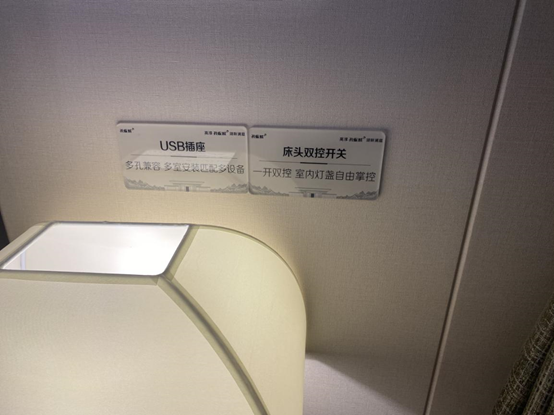 USB插座
多孔兼容 多室安装匹配多设备
床头双控开关
一开双控 室内灯盏自由掌控